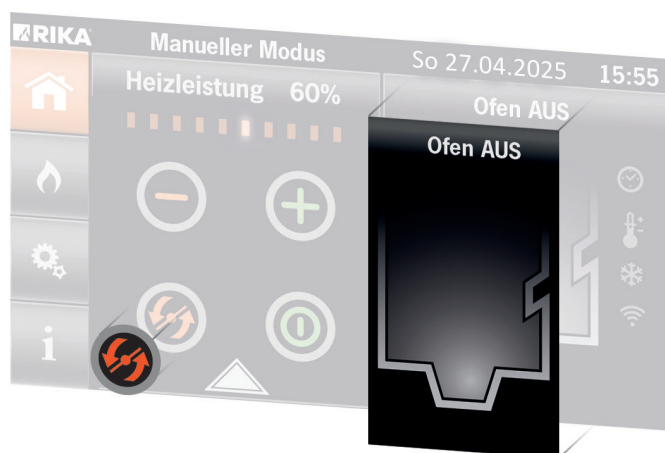 RIKA
Manueller Modus
So 27.04.2025 15:55
Heizleistung 60%
Ofen AUS
Ofen AUS
i